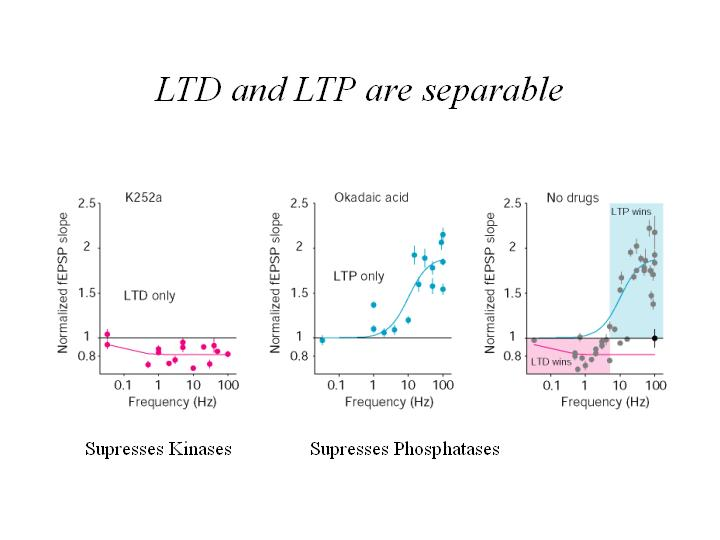 LTD and LTP are separable
K252a
2.5
2
1.5
1
0.8
Normalized fEPSP slope
LTD only
0.1
1
10
100
Frequency (Hz)
Okadaic acid
2.5
2
1.5
1
0.8
Normalized fEPSP slope
LTP only
0.1
1
10
100
Frequency (Hz)
No drugs
2.5
2
1.5
1
0.8
Normalized fEPSP slope
LTP wins
LTD wins
0.1
1
10
100
Frequency (Hz)
Supresses Kinases
Supresses Phosphatases